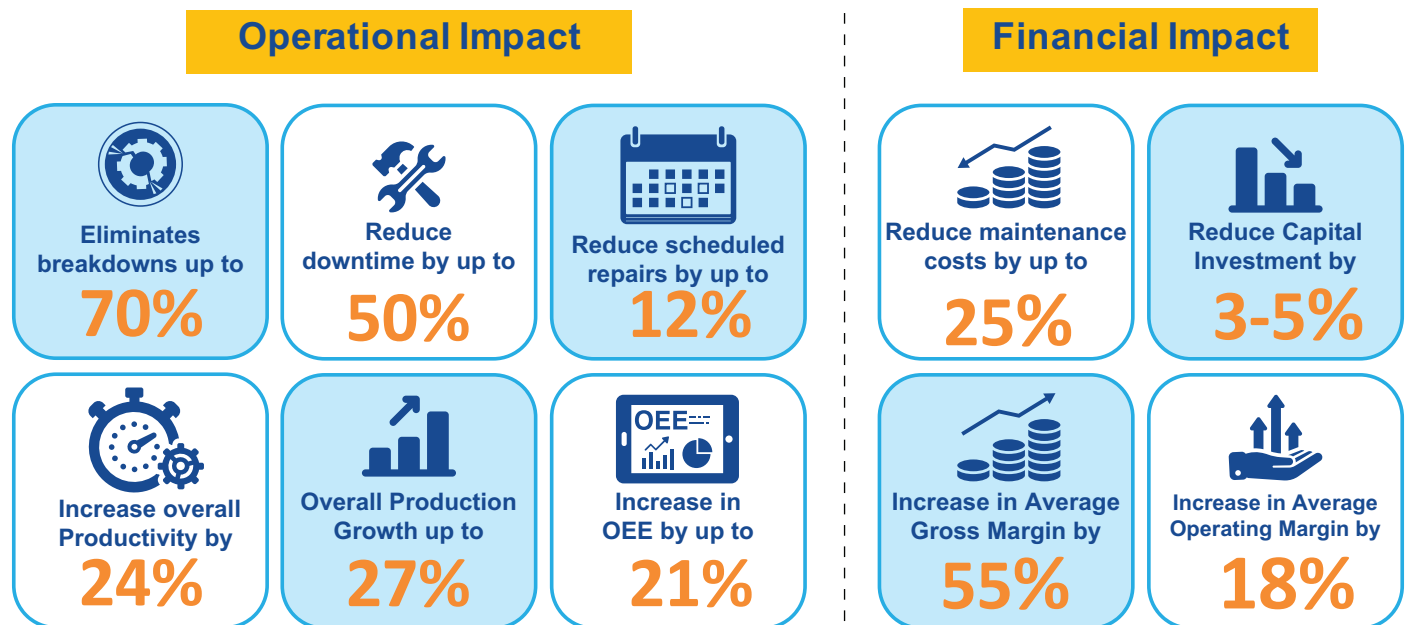 Operational Impact
Financial Impact
Eliminates
breakdowns up to
70%
Reduce
downtime by up to
50%
Reduce scheduled
repairs by up to
12%
Reduce maintenance
costs by up to
25%
Reduce Capital
Investment by
3-5%
Increase overall
Productivity by
24%
Overall Production
Growth up to
27%
OEE
Increase in
OEE by up to
21%
Increase in Average
Gross Margin by
55%
Increase in Average
Operating Margin by
18%